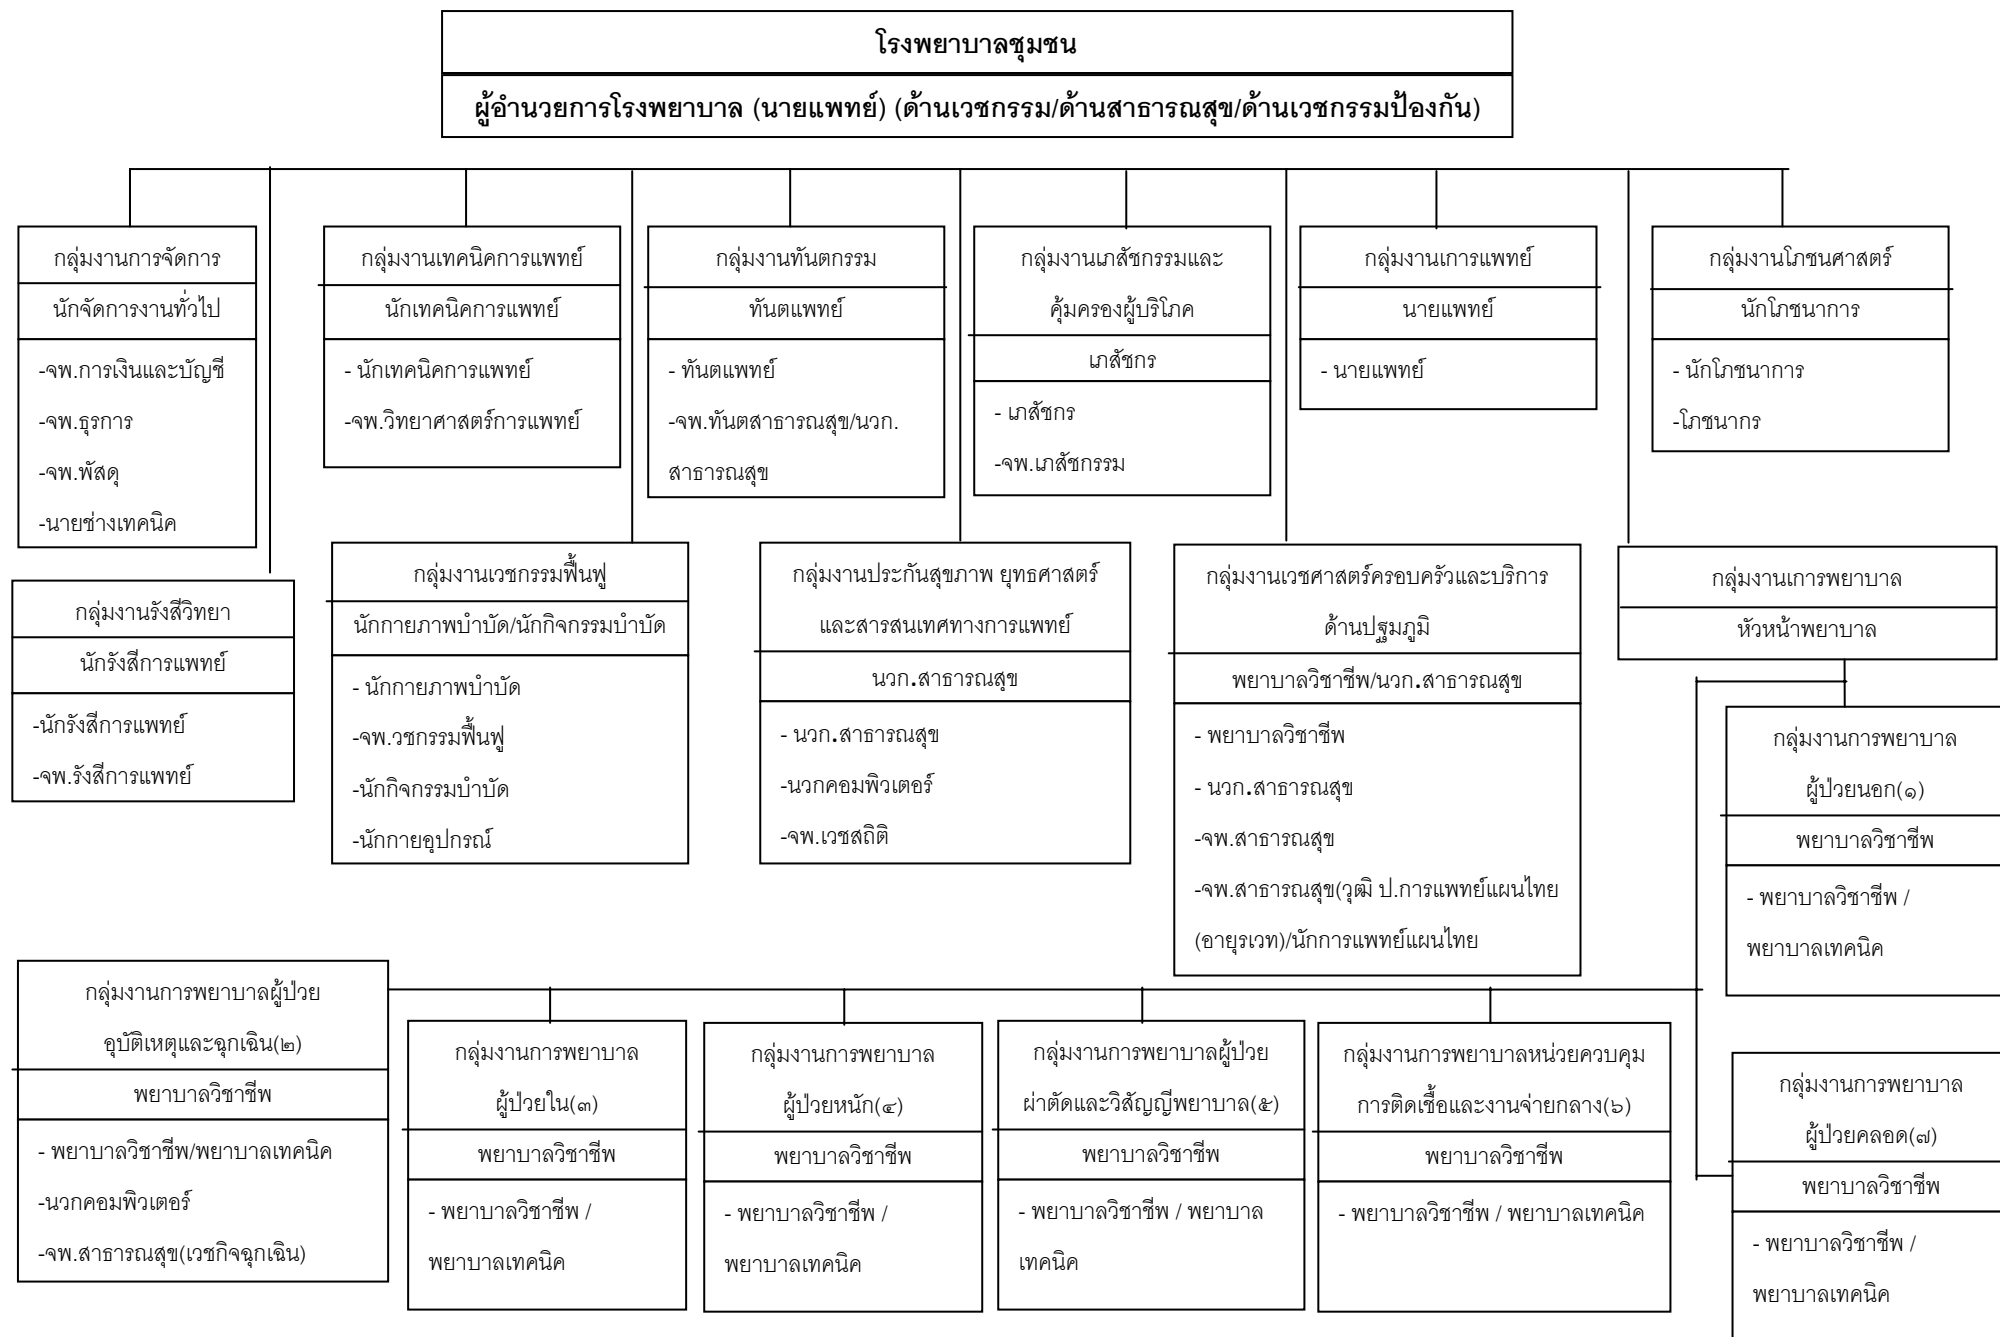 โรงพยาบาลชุมชน
ผู้อำนวยการโรงพยาบาล (นายแพทย์) (ด้านเวชกรรม/ด้านสาธารณสุข/ด้านเวชกรรมป้องกัน)
กลุ่มงานการจัดการ
นักจัดการงานทั่วไป
-จพ.การเงินและบัญชี
-จพ.ธุรการ
-จพ.พัสดุ
-นายช่างเทคนิค
กลุ่มงานเทคนิคการแพทย์
นักเทคนิคการแพทย์
- นักเทคนิคการแพทย์
-จพ.วิทยาศาสตร์การแพทย์
กลุ่มงานทันตกรรม
ทันตแพทย์
- ทันตแพทย์
-จพ.ทันตสาธารณสุข/นวก.
สาธารณสุข
กลุ่มงานเภสัชกรรมและ
คุ้มครองผู้บริโภค
เภสัชกร
- เภสัชกร
-จพ.เภสัชกรรม
กลุ่มงานเการแพทย์
นายแพทย์
- นายแพทย์
กลุ่มงานโภชนศาสตร์
นักโภชนาการ
- นักโภชนาการ
-โภชนากร
กลุ่มงานรังสีวิทยา
นักรังสีการแพทย์
-นักรังสีการแพทย์
-จพ.รังสีการแพทย์
กลุ่มงานเวชกรรมฟื้นฟู
นักกายภาพบำบัด/นักกิจกรรมบำบัด
- นักกายภาพบำบัด
-จพ.วชกรรมฟื้นฟู
-นักกิจกรรมบำบัด
-นักกายอุปกรณ์
กลุ่มงานประกันสุขภาพ ยุทธศาสตร์
และสารสนเทศทางการแพทย์
นวก.สาธารณสุข
- นวก.สาธารณสุข
-นวกคอมพิวเตอร์
-จพ.เวชสถิติ
กลุ่มงานเวชศาสตร์ครอบครัวและบริการ
ด้านปฐมภูมิ
พยาบาลวิชาชีพ/นวก.สาธารณสุข
- พยาบาลวิชาชีพ
- นวก.สาธารณสุข
-จพ.สาธารณสุข
-จพ.สาธารณสุข(วุฒิ ป.การแพทย์แผนไทย
(อายุรเวท)/นักการแพทย์แผนไทย
กลุ่มงานเการพยาบาล
หัวหน้าพยาบาล
กลุ่มงานการพยาบาล
ผู้ป่วยนอก(๑)
พยาบาลวิชาชีพ
- พยาบาลวิชาชีพ /
พยาบาลเทคนิค
กลุ่มงานการพยาบาลผู้ป่วย
อุบัติเหตุและฉุกเฉิน(๒)
พยาบาลวิชาชีพ
- พยาบาลวิชาชีพ/พยาบาลเทคนิค
-นวกคอมพิวเตอร์
-จพ.สาธารณสุข(เวชกิจฉุกเฉิน)
กลุ่มงานการพยาบาล
ผู้ป่วยใน(๓)
พยาบาลวิชาชีพ
- พยาบาลวิชาชีพ /
พยาบาลเทคนิค
กลุ่มงานการพยาบาล
ผู้ป่วยหนัก(๔)
พยาบาลวิชาชีพ
- พยาบาลวิชาชีพ /
พยาบาลเทคนิค
กลุ่มงานการพยาบาลผู้ป่วย
ผ่าตัดและวิสัญญีพยาบาล(๕)
พยาบาลวิชาชีพ
- พยาบาลวิชาชีพ / พยาบาล
เทคนิค
กลุ่มงานการพยาบาลหน่วยควบคุม
การติดเชื้อและงานจ่ายกลาง(๖)
พยาบาลวิชาชีพ
- พยาบาลวิชาชีพ / พยาบาลเทคนิค
กลุ่มงานการพยาบาล
ผู้ป่วยคลอด(๗)
พยาบาลวิชาชีพ
- พยาบาลวิชาชีพ /
พยาบาลเทคนิค